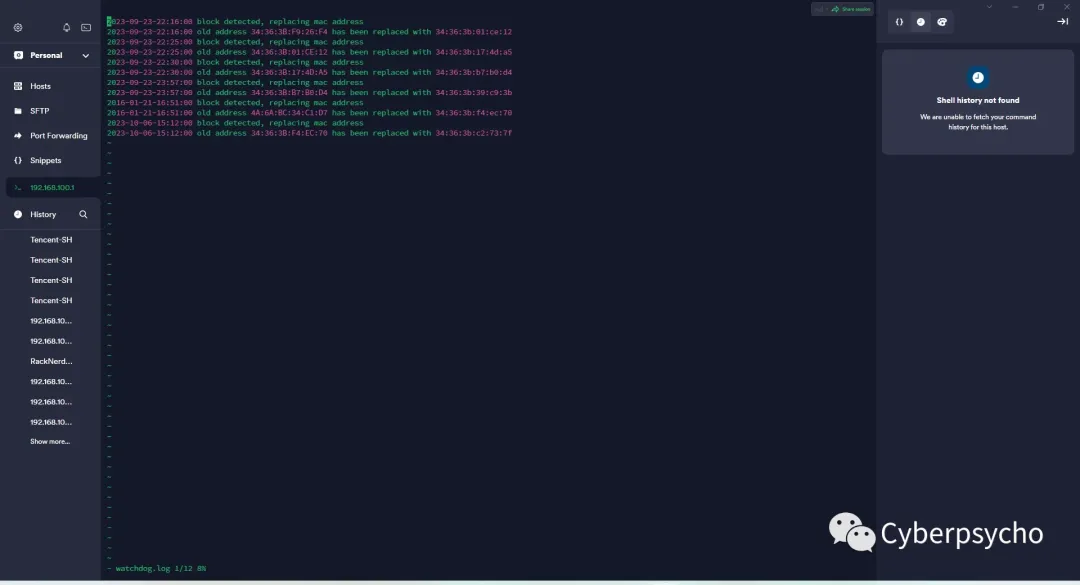 Share session
Personal
Hosts
SFTP
Port Forwarding
{} Snippets
192.168.100.1
History
Tencent-SH
Tencent-SH
Tencent-SH
Tencent-SH
192.168.10...
192.168.10...
RackNerd...
192.168.10...
192.168.10...
192.168.10...
Show more...
2023-09-23-22:16:00 block detected, replacing mac address
2023-09-23-22:16:00 old address 34:36:3B:F9:26:F4 has been replaced with 34:36:3b:01:ce:12
2023-09-23-22:25:00 block detected, replacing mac address
2023-09-23-22:25:00 old address 34:36:3B:01:CE:12 has been replaced with 34:36:3b:17:4d:a5
2023-09-23-22:30:00 block detected, replacing mac address
2023-09-23-22:30:00 old address 34:36:3B:17:4D:A5 has been replaced with 34:36:3b:b7:b0:d4
2023-09-23-23:57:00 block detected, replacing mac address
2023-09-23-23:57:00 old address 34:36:3B:B7:B0:D4 has been replaced with 34:36:3b:39:c9:3b
2016-01-21-16:51:00 block detected, replacing mac address
2016-01-21-16:51:00 old address 4A:6A:BC:34:C1:D7 has been replaced with 34:36:3b:f4:ec:70
2023-10-06-15:12:00 block detected, replacing mac address
2023-10-06-15:12:00 old address 34:36:3B:F4:EC:70 has been replaced with 34:36:3b:c2:73:7f
- watchdog.log 1/12 8%
{}
Shell history not found
We are unable to fetch your command
history for this host.
Cyberpsycho